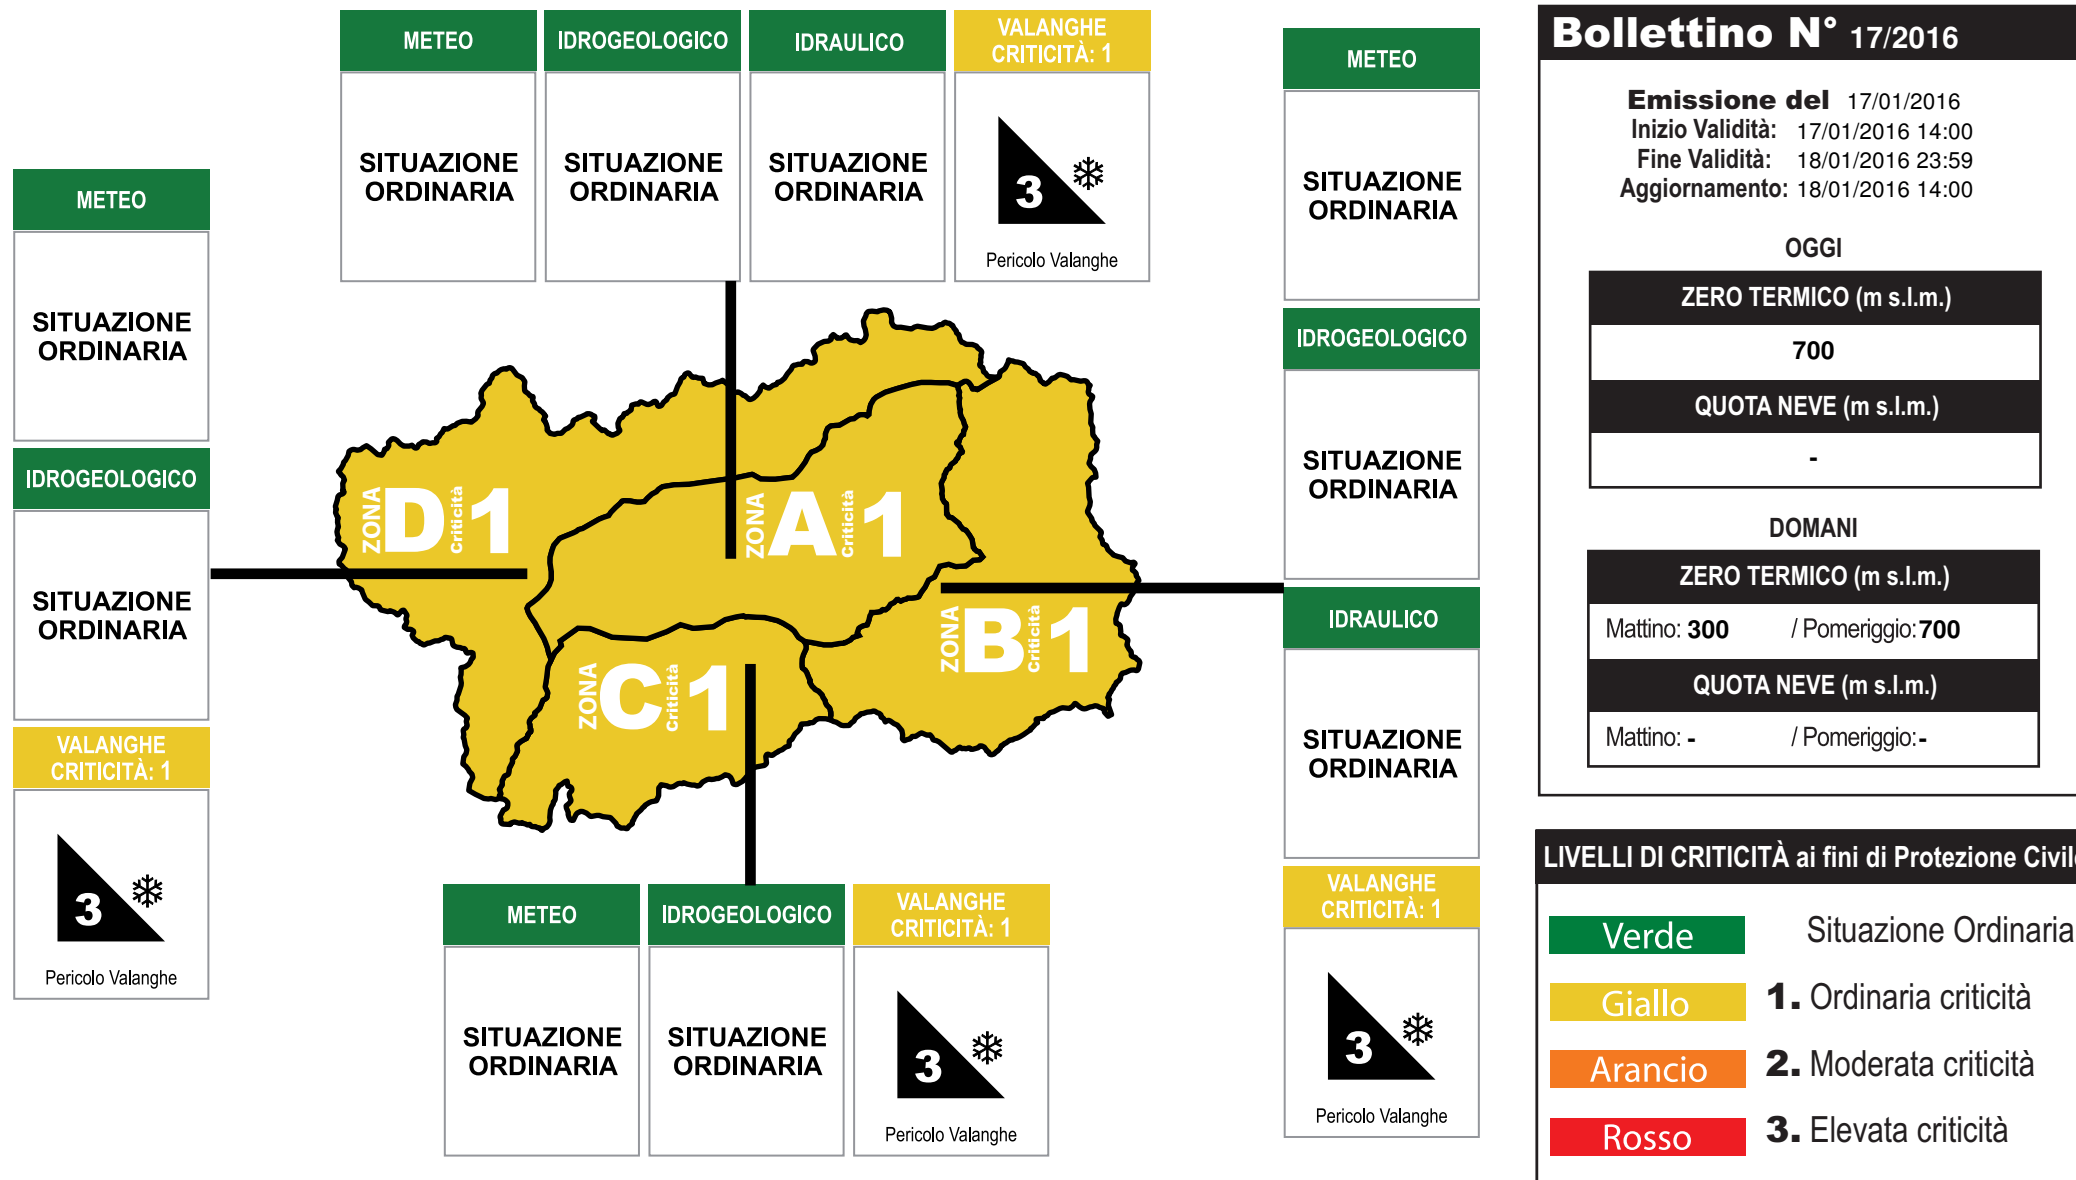 METEO
IDROGEOLOGICO
IDRAULICO
VALANGHE
CRITICITÀ: 1
SITUAZIONE
ORDINARIA
SITUAZIONE
ORDINARIA
SITUAZIONE
ORDINARIA
3
Pericolo Valanghe
METEO
SITUAZIONE
ORDINARIA
IDROGEOLOGICO
SITUAZIONE
ORDINARIA
VALANGHE
CRITICITÀ: 1
3
Pericolo Valanghe
ZONA D Criticità 1
ZONA A Criticità 1
ZONA B Criticità 1
ZONA C Criticità 1
METEO
IDROGEOLOGICO
VALANGHE
CRITICITÀ: 1
SITUAZIONE
ORDINARIA
SITUAZIONE
ORDINARIA
3
Pericolo Valanghe
METEO
SITUAZIONE
ORDINARIA
IDROGEOLOGICO
SITUAZIONE
ORDINARIA
IDRAULICO
SITUAZIONE
ORDINARIA
VALANGHE
CRITICITÀ: 1
3
Pericolo Valanghe
Bollettino N° 17/2016
Emissione del 17/01/2016
Inizio Validità: 17/01/2016 14:00
Fine Validità: 18/01/2016 23:59
Aggiornamento: 18/01/2016 14:00
OGGI
ZERO TERMICO (m s.l.m.)
700
QUOTA NEVE (m s.l.m.)
-
DOMANI
ZERO TERMICO (m s.l.m.)
Mattino: 300 / Pomeriggio: 700
QUOTA NEVE (m s.l.m.)
Mattino: - / Pomeriggio: -
LIVELLI DI CRITICITÀ ai fini di Protezione Civil
Verde Situazione Ordinaria
Giallo 1. Ordinaria criticità
Arancio 2. Moderata criticità
Rosso 3. Elevata criticità